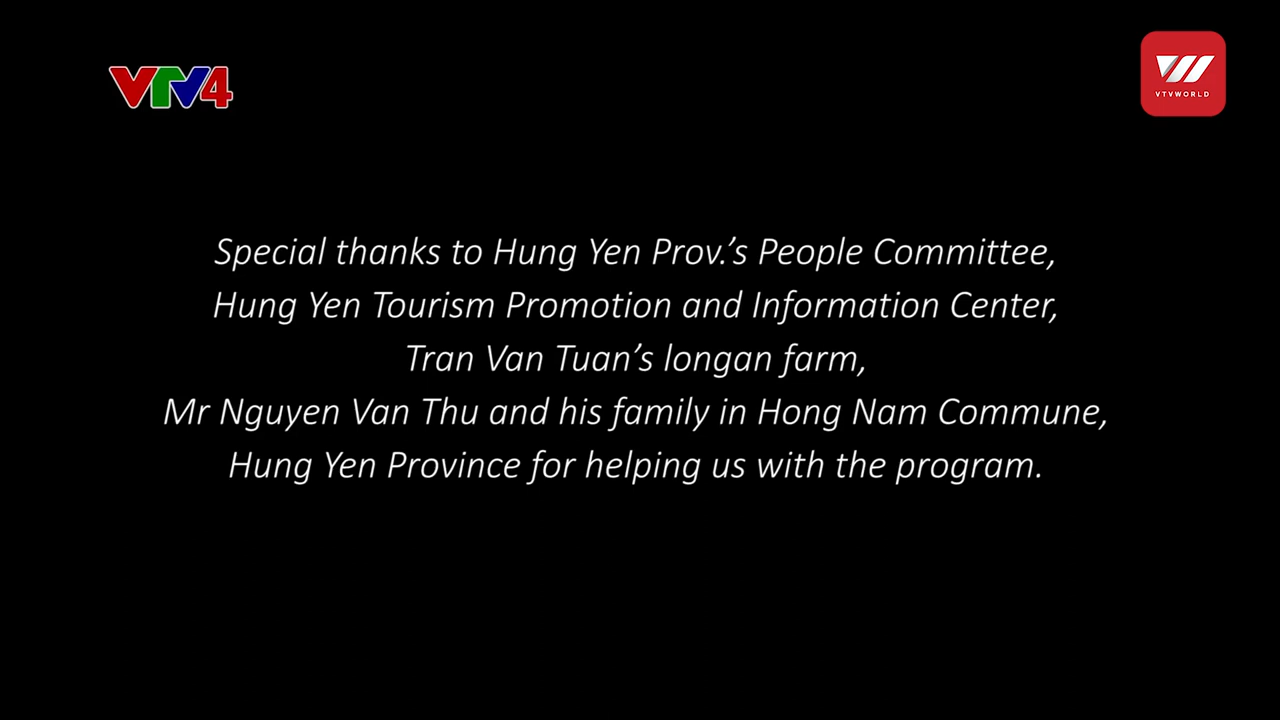 VTV4
VTVWORLD
Special thanks to Hung Yen Prov.’s People Committee,
Hung Yen Tourism Promotion and Information Center,
Tran Van Tuan’s longan farm,
Mr Nguyen Van Thu and his family in Hong Nam Commune,
Hung Yen Province for helping us with the program.